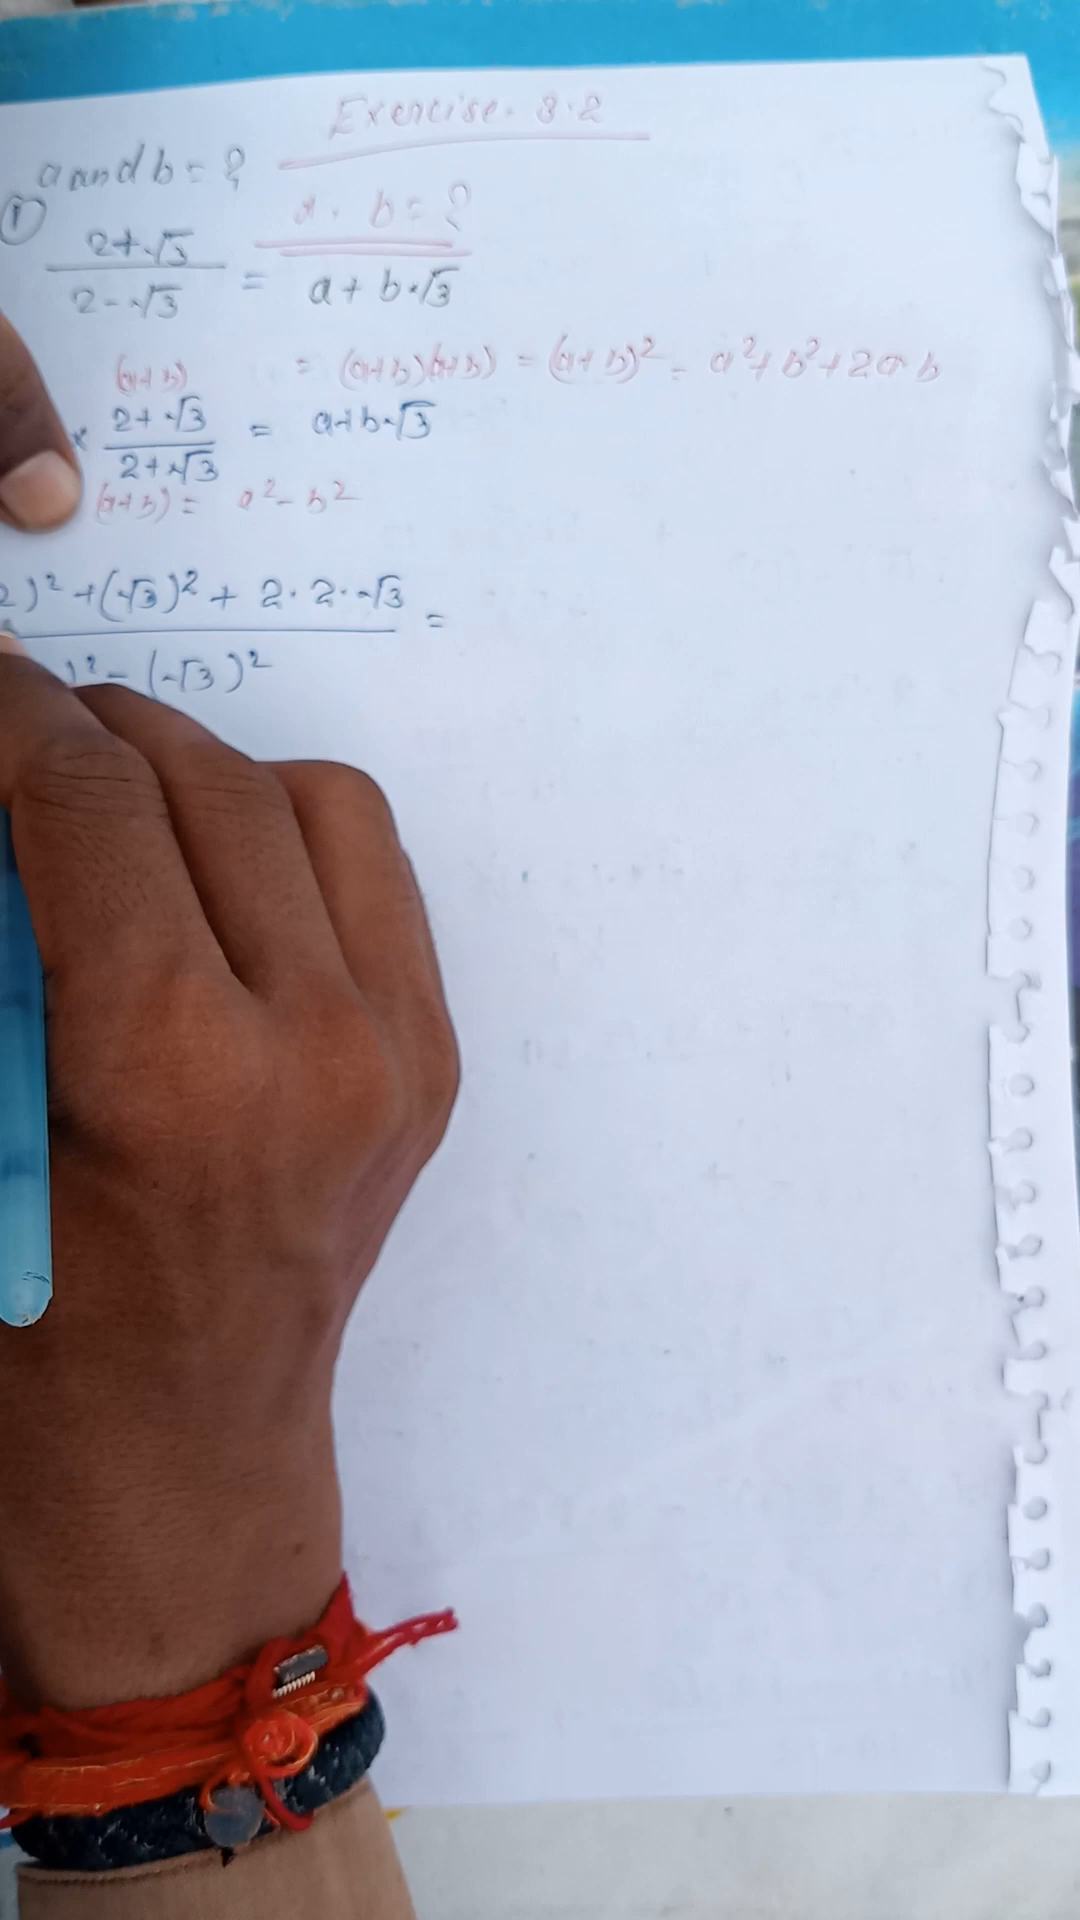 Exercise. 3.2
a and b = ?
a. b = ?
① 2+√3 / 2-√3 = a + b√3
(a+b) = (a+b)(a+b) = (a+b)² = a²+b²+2ab
× 2+√3 / 2+√3 = a+b√3
(a+b) = a²-b²
2)² +(√3)² + 2·2·√3 / )² - (√3)² =